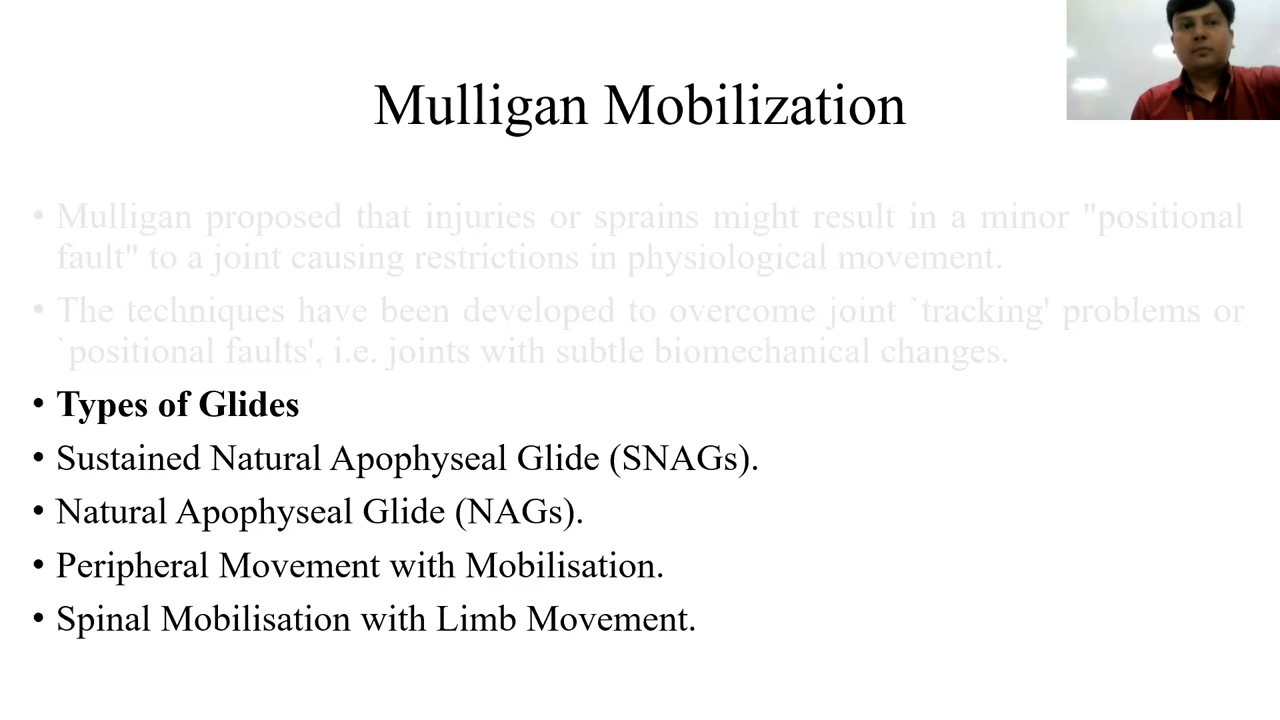 Mulligan Mobilization
• Mulligan proposed that injuries or sprains might result in a minor "positional
fault" to a joint causing restrictions in physiological movement.
• The techniques have been developed to overcome joint `tracking' problems or
`positional faults', i.e. joints with subtle biomechanical changes.
• Types of Glides
• Sustained Natural Apophyseal Glide (SNAGs).
• Natural Apophyseal Glide (NAGs).
• Peripheral Movement with Mobilisation.
• Spinal Mobilisation with Limb Movement.